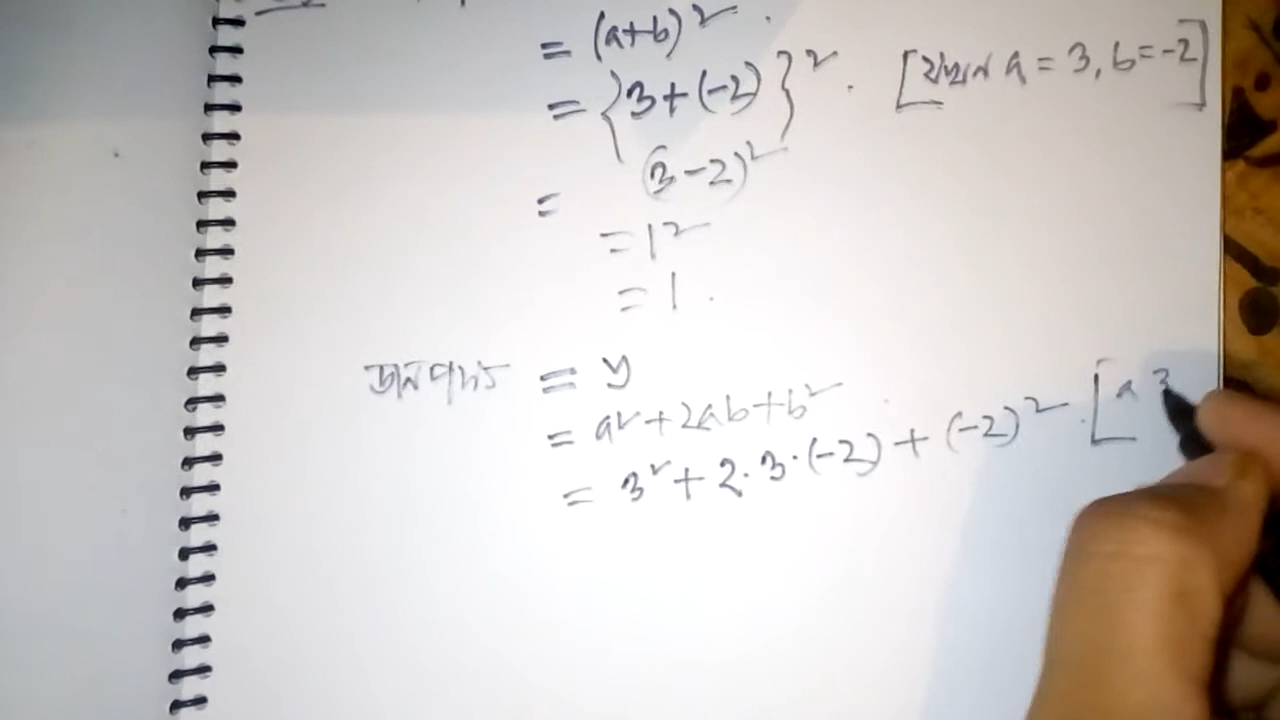 = (a+b)²
= {3+(-2)}² . [যখন a = 3, b = -2]
= (3-2)²
= 1²
= 1 .
ডানপক্ষ = y
= a² + 2ab + b²
= 3² + 2 · 3 · (-2) + (-2)² . [a 3